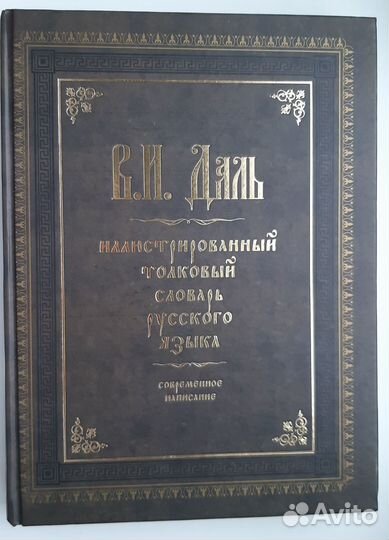 В.И. Даль
иллюстрированный
толковый
словарь
русского
языка
современное
написание
Avito